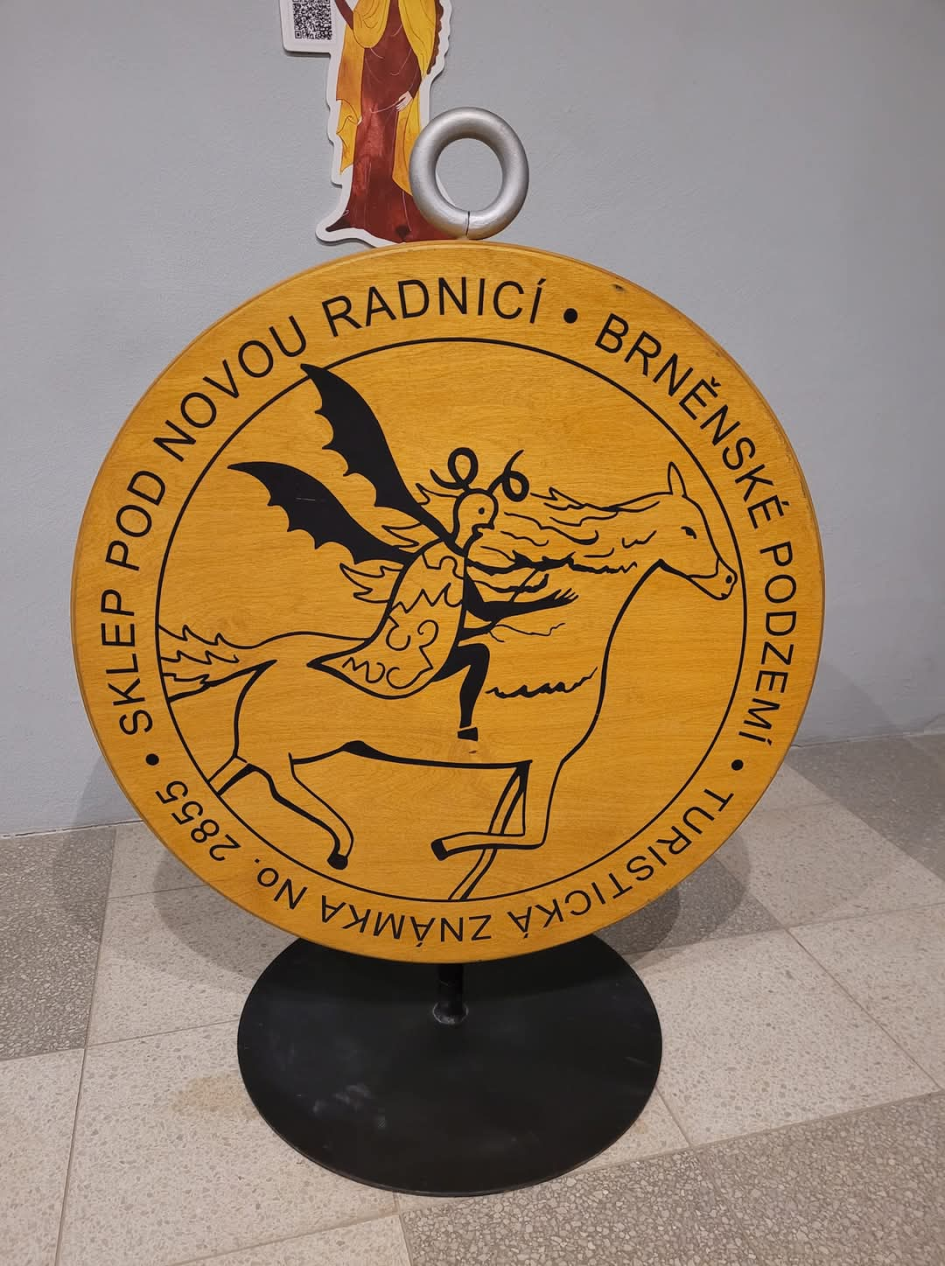 SKLEP POD NOVOU RADNICÍ • BRNĚNSKÉ PODZEMÍ • TURISTICKÁ ZNÁMKA NO. 2855 •